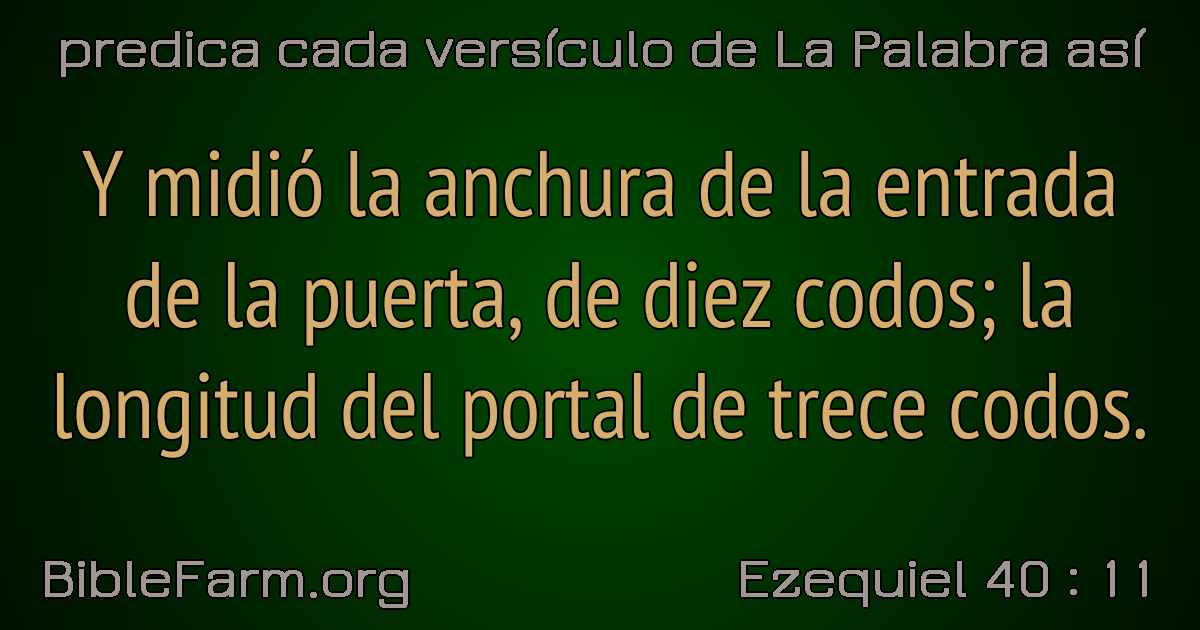 predica cada versículo de La Palabra así
Y midió la anchura de la entrada
de la puerta, de diez codos; la
longitud del portal de trece codos.
BibleFarm.org
Ezequiel 40 : 11